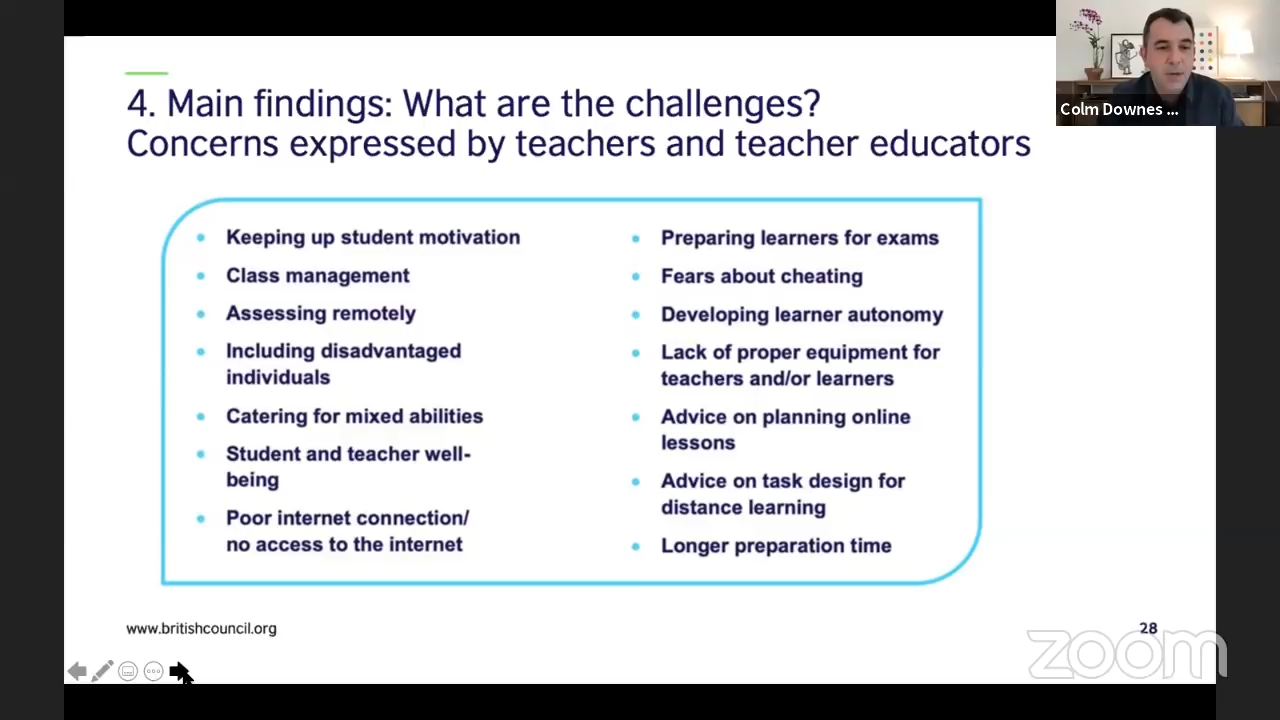 4. Main findings: What are the challenges?
Concerns expressed by teachers and teacher educators
Colm Downes ...
Keeping up student motivation
Class management
Assessing remotely
Including disadvantaged
individuals
Catering for mixed abilities
Student and teacher well-
being
Poor internet connection/
no access to the internet
Preparing learners for exams
Fears about cheating
Developing learner autonomy
Lack of proper equipment for
teachers and/or learners
Advice on planning online
lessons
Advice on task design for
distance learning
Longer preparation time
www.britishcouncil.org
28
zoom